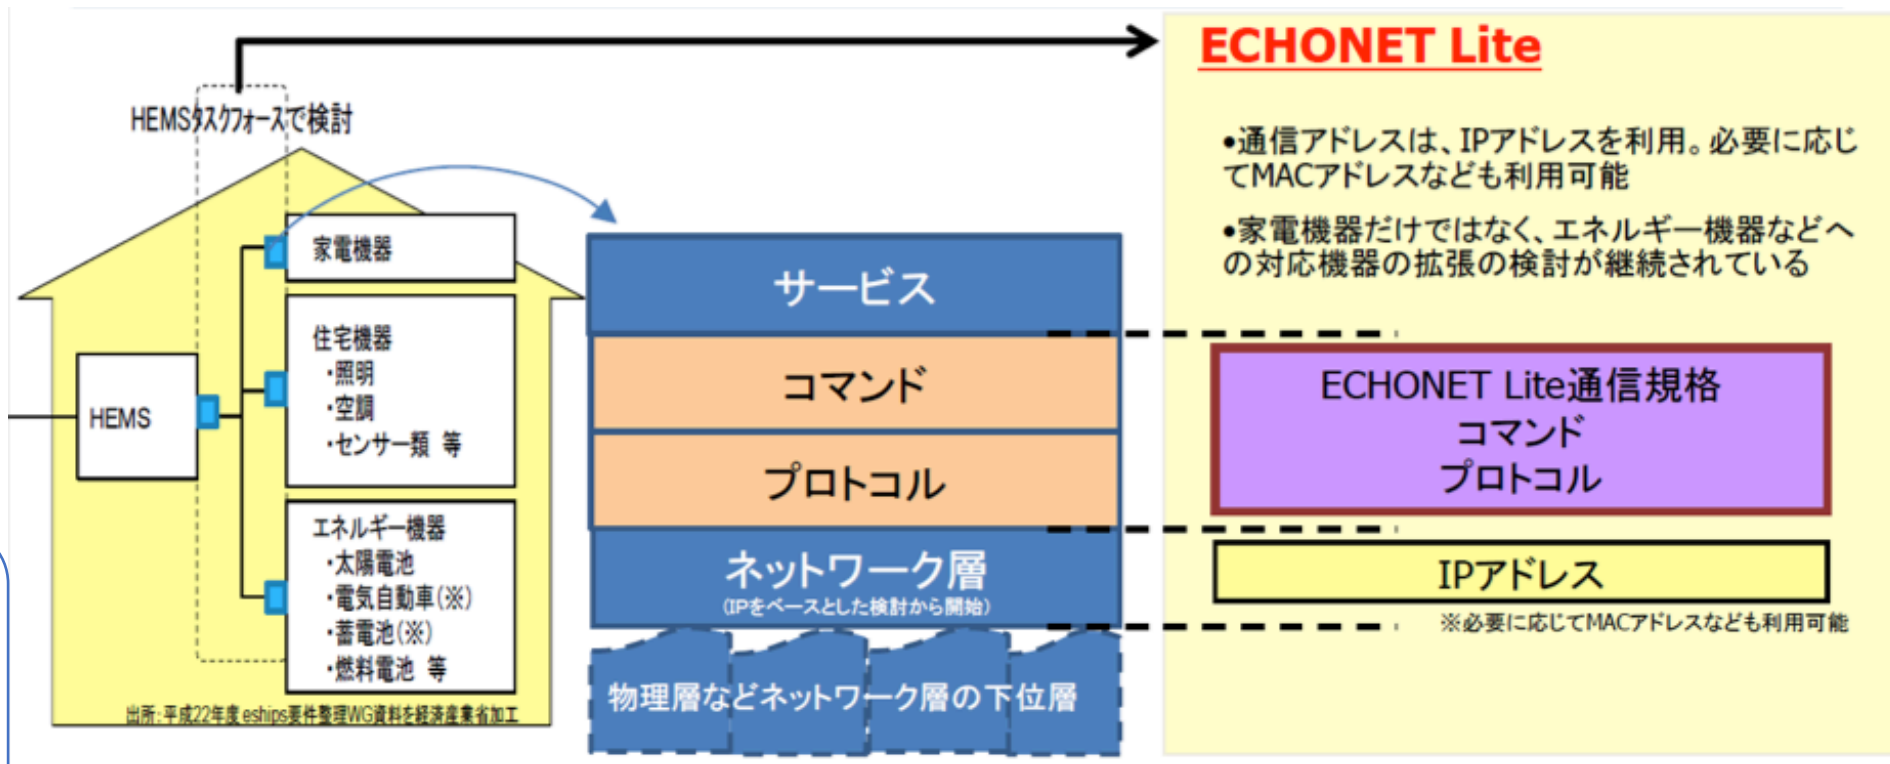 HEMSタスクフォースで検討
家電機器
住宅機器
・照明
・空調
・センサー類 等
HEMS
エネルギー機器
・太陽電池
・電気自動車(※)
・蓄電池(※)
・燃料電池 等
出所:平成22年度 eships要件整理WG資料を経済産業省加工
サービス
コマンド
プロトコル
ネットワーク層
(IPをベースとした検討から開始)
物理層などネットワーク層の下位層
ECHONET Lite
•通信アドレスは、IPアドレスを利用。必要に応じ
てMACアドレスなども利用可能
•家電機器だけではなく、エネルギー機器などへ
の対応機器の拡張の検討が継続されている
ECHONET Lite通信規格
コマンド
プロトコル
IPアドレス
※必要に応じてMACアドレスなども利用可能